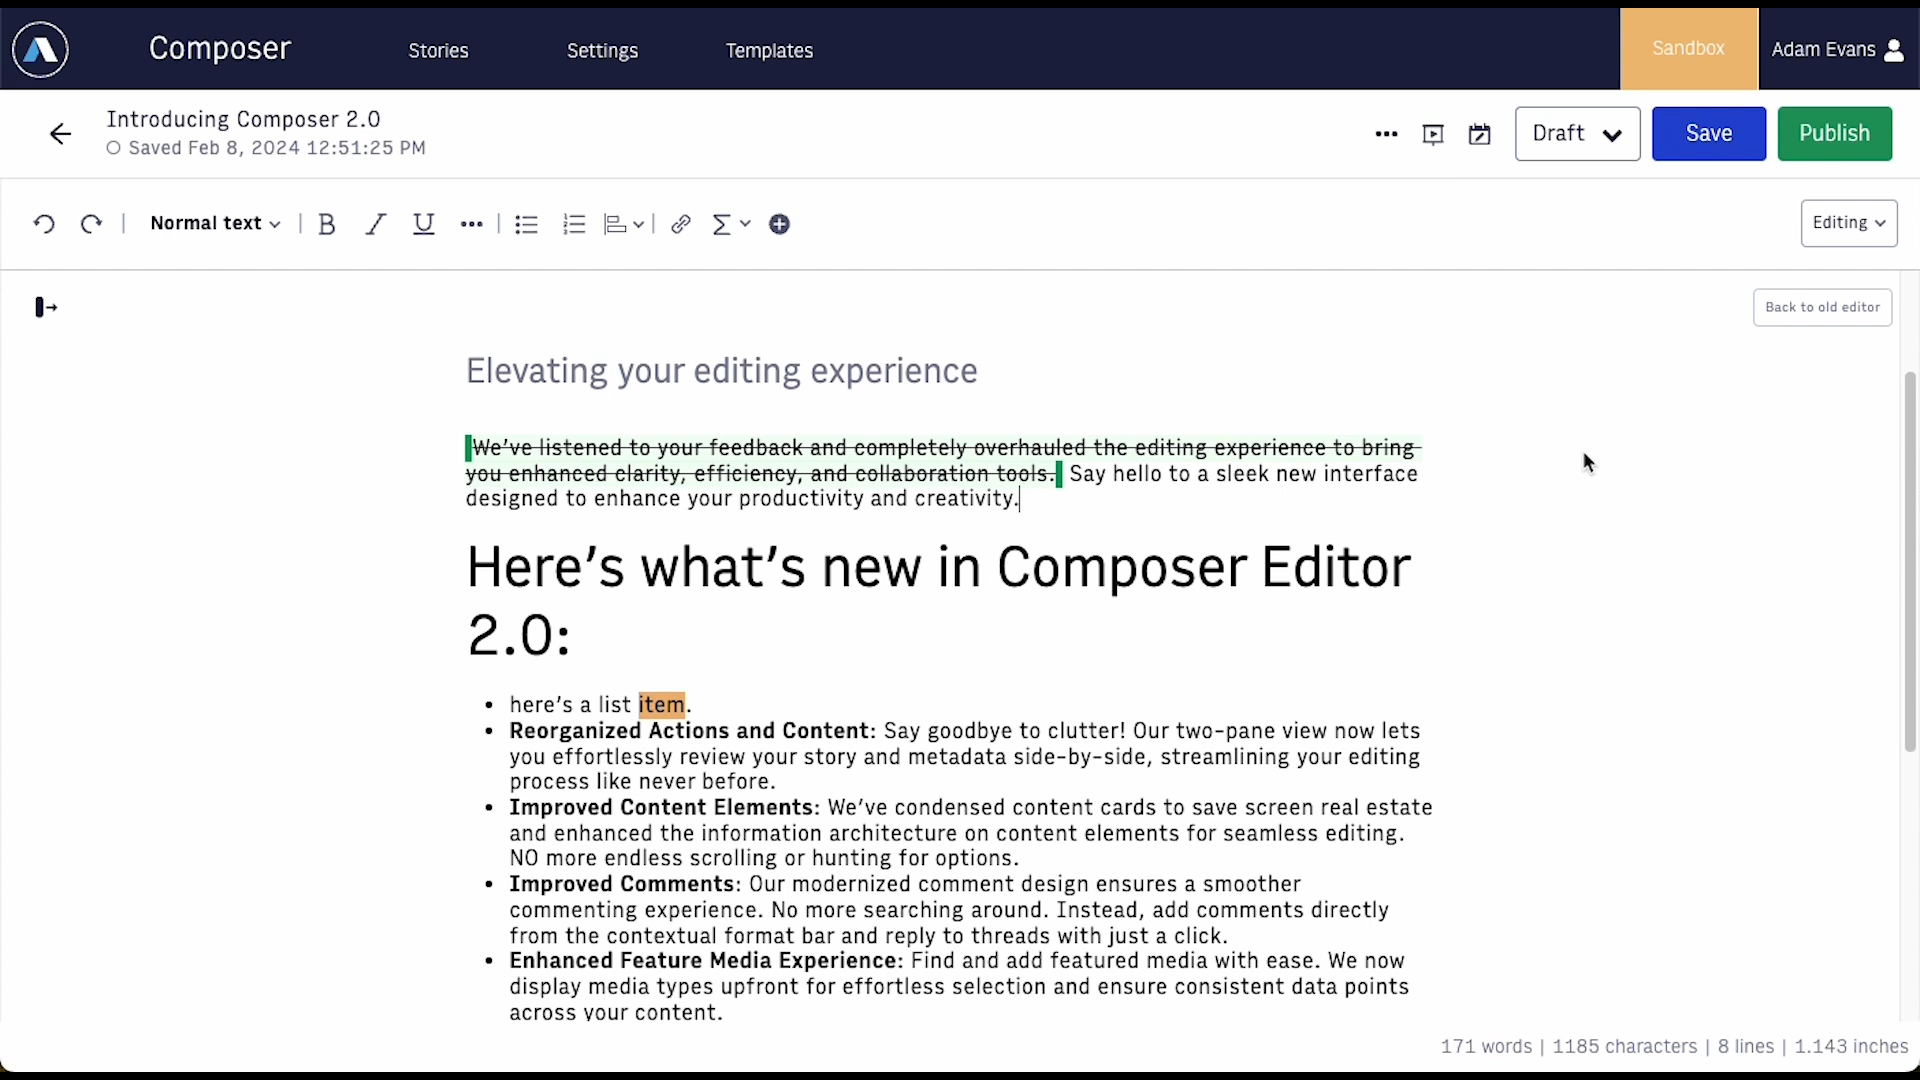 Composer
Stories
Settings
Templates
Sandbox
Adam Evans
Introducing Composer 2.0
Saved Feb 8, 2024 12:51:25 PM
Draft
Save
Publish
Normal text
B
I
U
Editing
Back to old editor
Elevating your editing experience
We’ve listened to your feedback and completely overhauled the editing experience to bring
you enhanced clarity, efficiency, and collaboration tools. Say hello to a sleek new interface
designed to enhance your productivity and creativity.
Here’s what’s new in Composer Editor
2.0:
• here’s a list item.
• Reorganized Actions and Content: Say goodbye to clutter! Our two-pane view now lets
you effortlessly review your story and metadata side-by-side, streamlining your editing
process like never before.
• Improved Content Elements: We’ve condensed content cards to save screen real estate
and enhanced the information architecture on content elements for seamless editing.
NO more endless scrolling or hunting for options.
• Improved Comments: Our modernized comment design ensures a smoother
commenting experience. No more searching around. Instead, add comments directly
from the contextual format bar and reply to threads with just a click.
• Enhanced Feature Media Experience: Find and add featured media with ease. We now
display media types upfront for effortless selection and ensure consistent data points
across your content.
171 words | 1185 characters | 8 lines | 1.143 inches